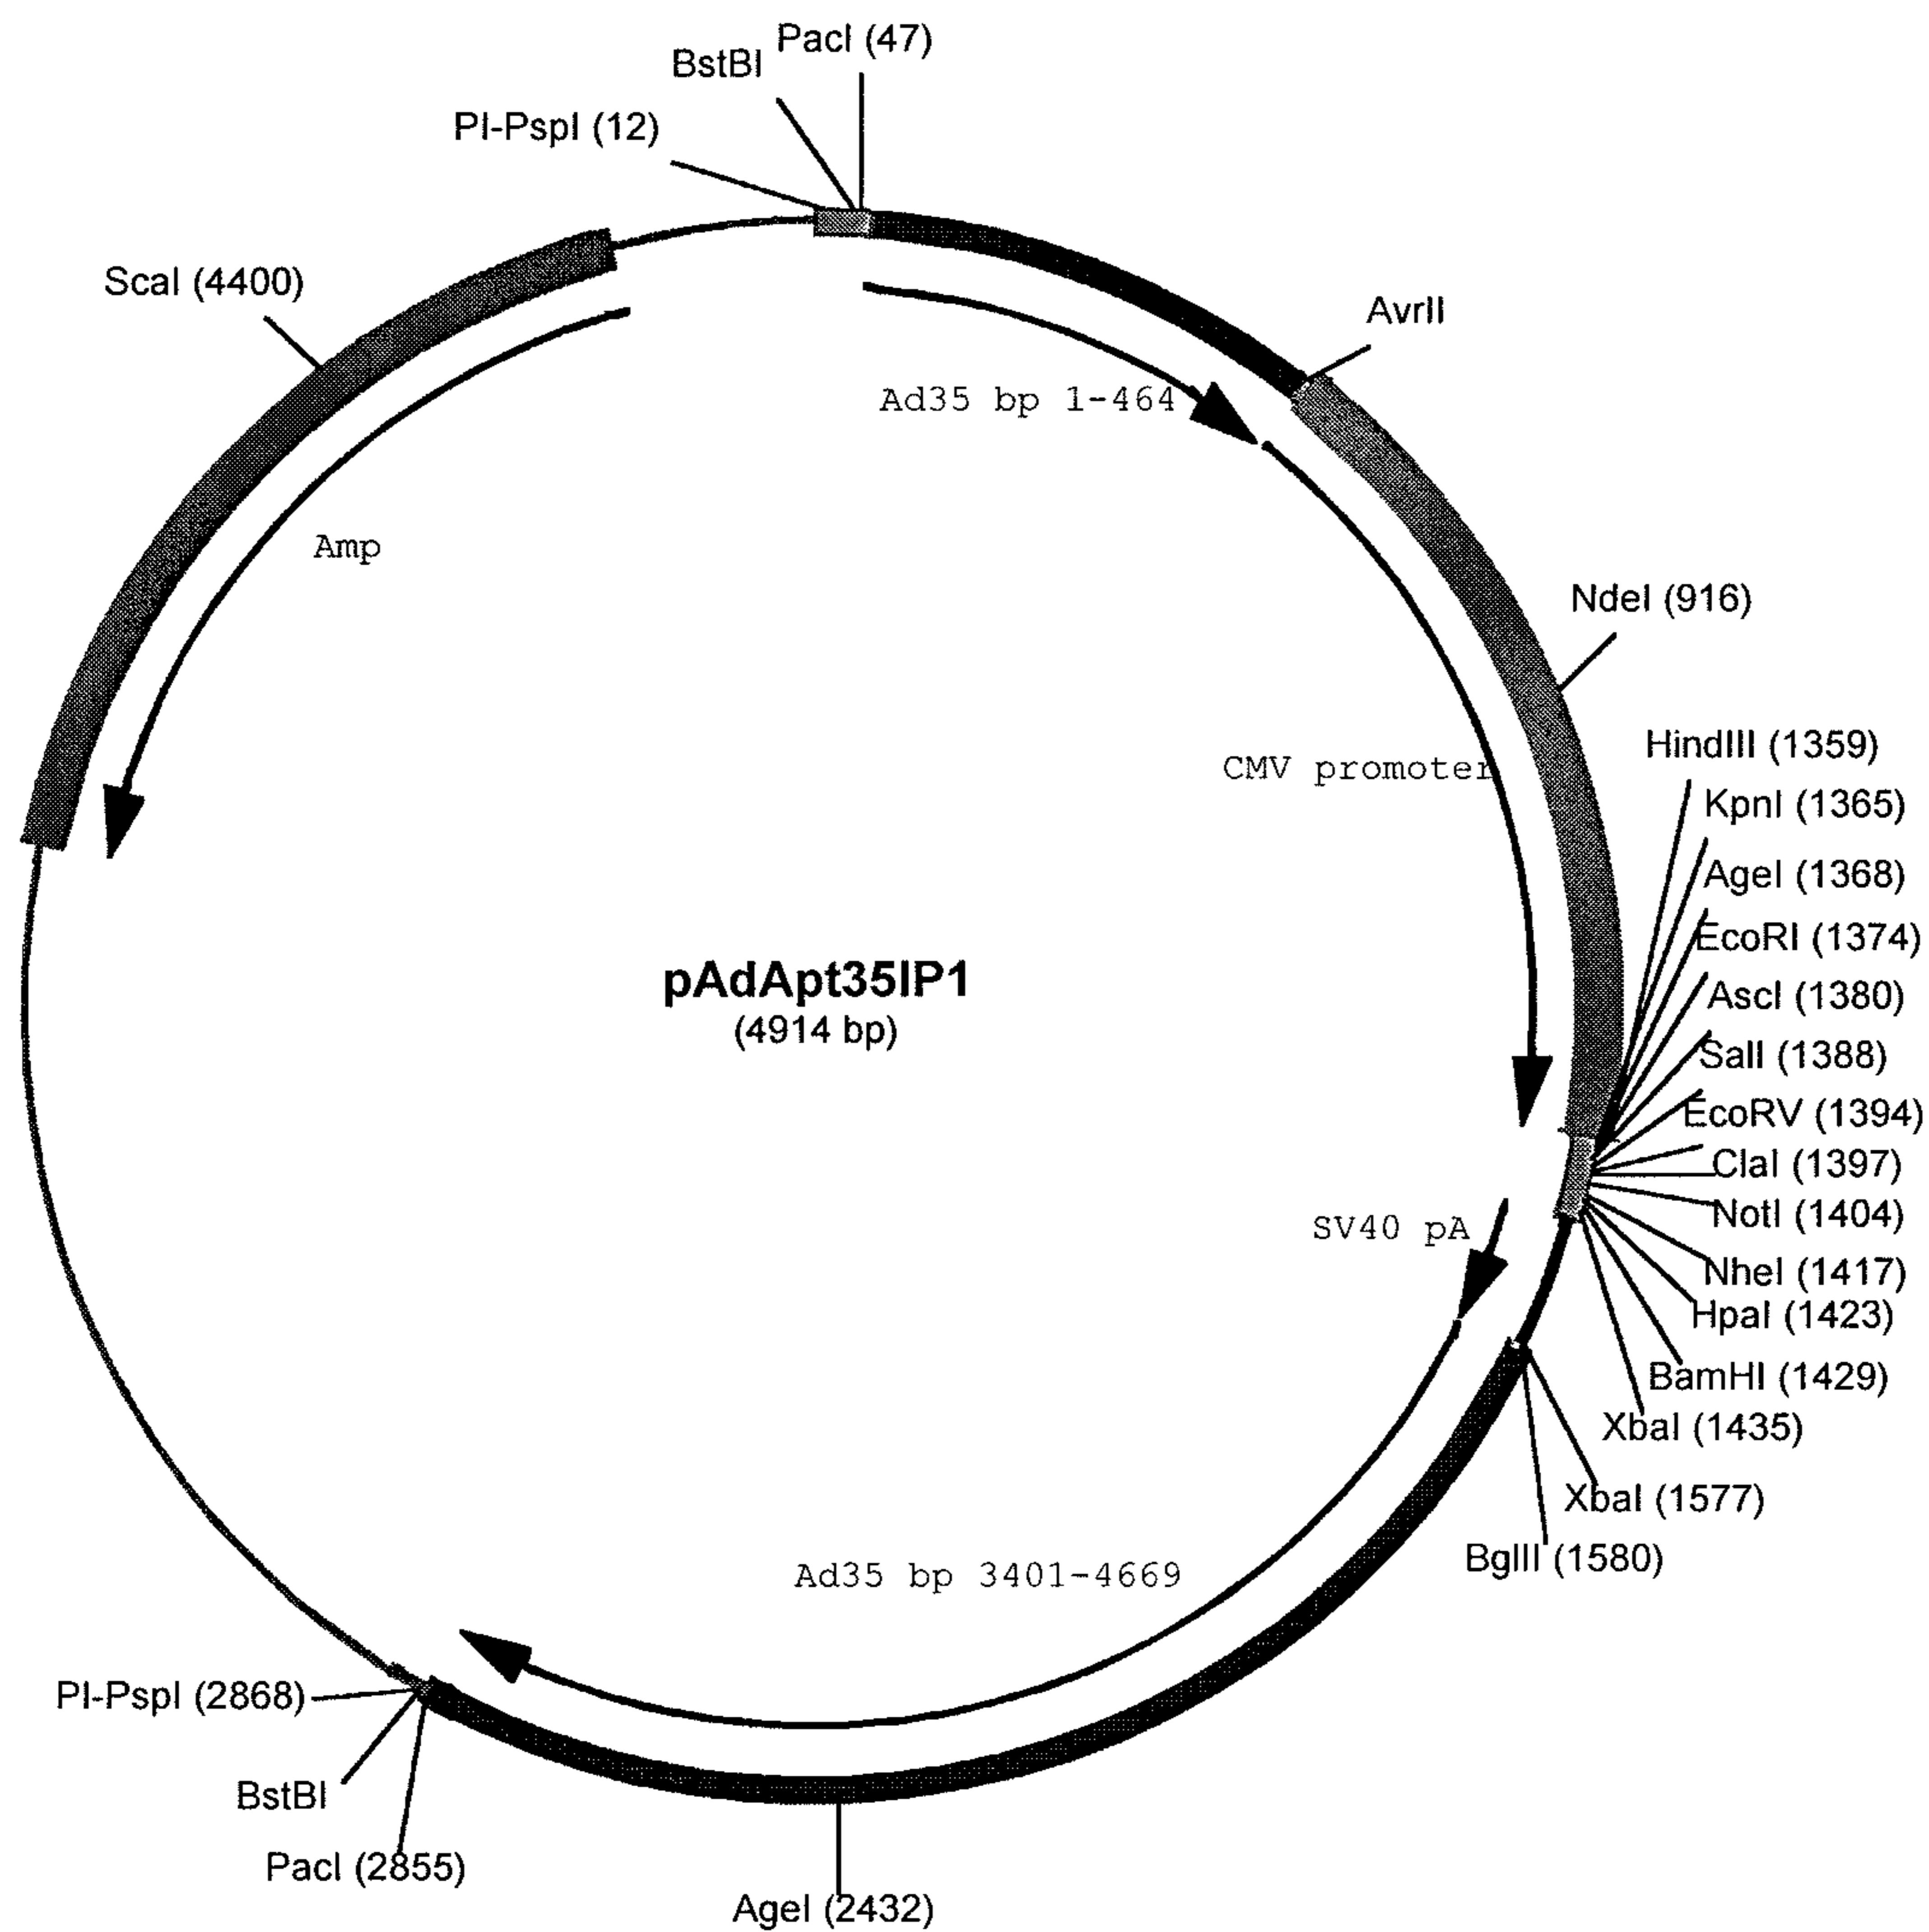 PacI (47)
BstBI
PI-PspI (12)
ScaI (4400)
AvrII
Ad35 bp 1-464
Amp
NdeI (916)
HindIII (1359)
CMV promoter
KpnI (1365)
AgeI (1368)
EcoRI (1374)
pAdApt35IP1
(4914 bp)
AscI (1380)
SalI (1388)
EcoRV (1394)
ClaI (1397)
NotI (1404)
SV40 pA
NheI (1417)
HpaI (1423)
BamHI (1429)
XbaI (1435)
XbaI (1577)
BglII (1580)
Ad35 bp 3401-4669
PI-PspI (2868)
BstBI
PacI (2855)
AgeI (2432)